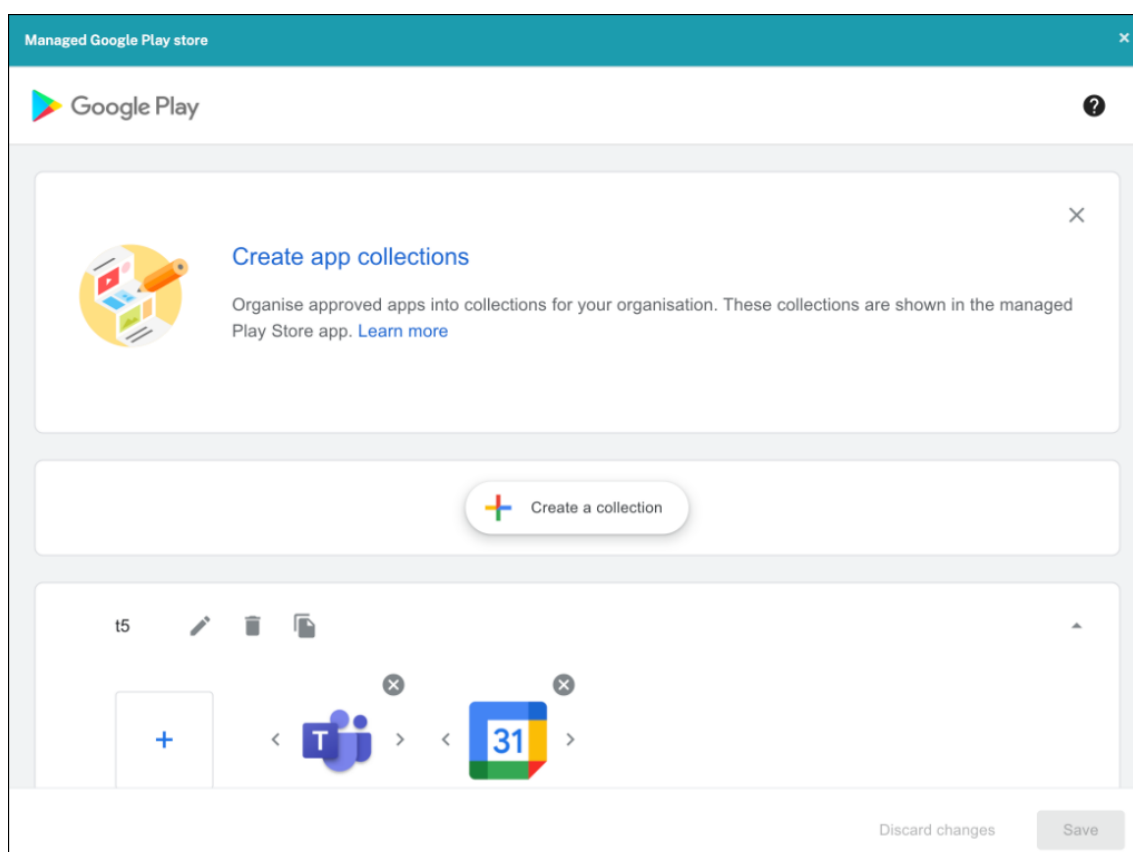 Managed Google Play store
Google Play
Create app collections
Organise approved apps into collections for your organisation. These collections are shown in the managed
Play Store app. Learn more
Create a collection
t5
T
31
Discard changes
Save